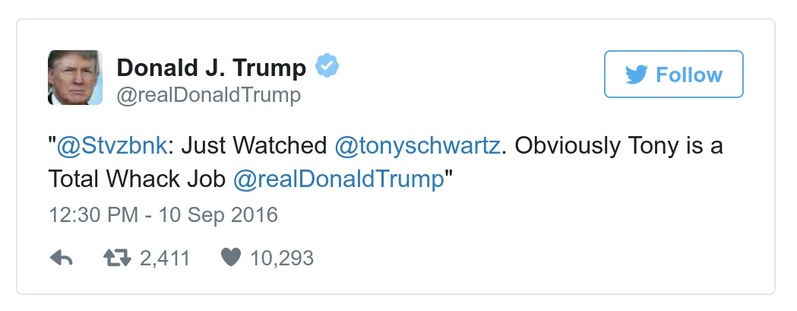 Donald J. Trump
@realDonaldTrump
Follow
"@Stvzbnk: Just Watched @tonyschwartz. Obviously Tony is a
Total Whack Job @realDonaldTrump"
12:30 PM - 10 Sep 2016
2,411 10,293